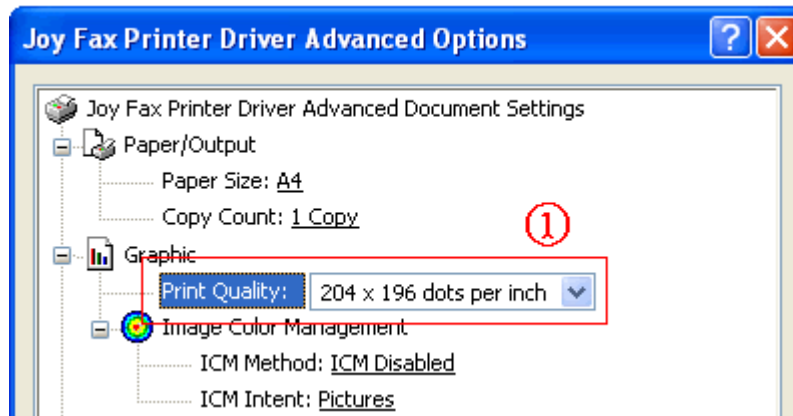 Joy Fax Printer Driver Advanced Options
Joy Fax Printer Driver Advanced Document Settings
Paper/Output
Paper Size: A4
Copy Count: 1 Copy
①
Graphic
Print Quality: 204 x 196 dots per inch
Image Color Management
ICM Method: ICM Disabled
ICM Intent: Pictures